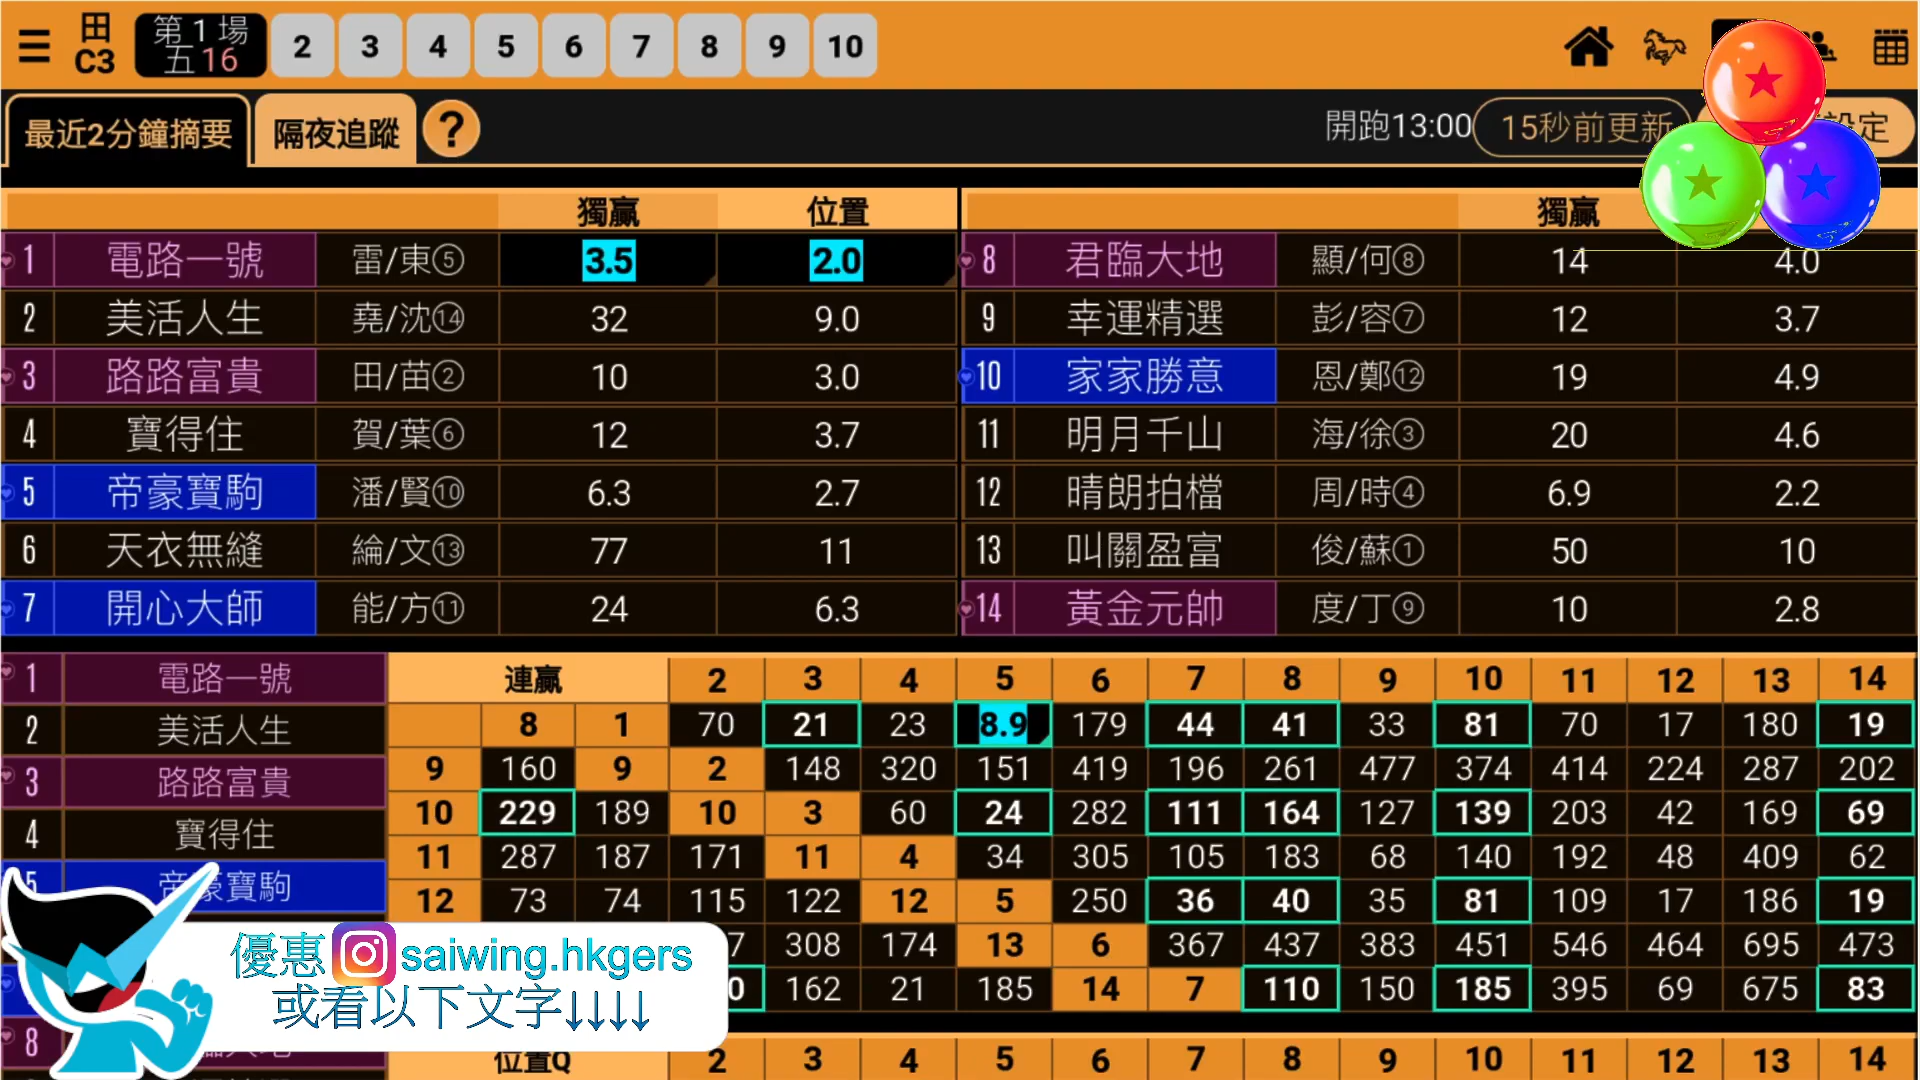 田 第1場 2 3 4 5 6 7 8 9 10
C3 五16
最近2分鐘摘要 隔夜追蹤 ? 開跑13:00 15秒前更新 設定
獨贏 位置 獨贏
1 電路一號 雷/東⑤ 3.5 2.0 8 君臨大地 顯/何⑧ 14 4.0
2 美活人生 堯/沈⑭ 32 9.0 9 幸運精選 彭/容⑦ 12 3.7
3 路路富貴 田/苗② 10 3.0 10 家家勝意 恩/鄭⑫ 19 4.9
4 寶得住 賀/葉⑥ 12 3.7 11 明月千山 海/徐③ 20 4.6
5 帝豪寶駒 潘/賢⑩ 6.3 2.7 12 晴朗拍檔 周/時④ 6.9 2.2
6 天衣無縫 綸/文⑬ 77 11 13 叫關盈富 俊/蘇① 50 10
7 開心大師 能/方⑪ 24 6.3 14 黃金元帥 度/丁⑨ 10 2.8
1 電路一號 連贏 2 3 4 5 6 7 8 9 10 11 12 13 14
2 美活人生 8 1 70 21 23 8.9 179 44 41 33 81 70 17 180 19
3 路路富貴 9 160 9 2 148 320 151 419 196 261 477 374 414 224 287 202
4 寶得住 10 229 189 10 3 60 24 282 111 164 127 139 203 42 169 69
11 287 187 171 11 4 34 305 105 183 68 140 192 48 409 62
5 帝豪寶駒 12 73 74 115 122 12 5 250 36 40 35 81 109 17 186 19
7 308 174 13 6 367 437 383 451 546 464 695 473
0 162 21 185 14 7 110 150 185 395 69 675 83
優惠 saiwing.hkgers
或看以下文字↓↓↓↓
8 位置Q 2 3 4 5 6 7 8 9 10 11 12 13 14